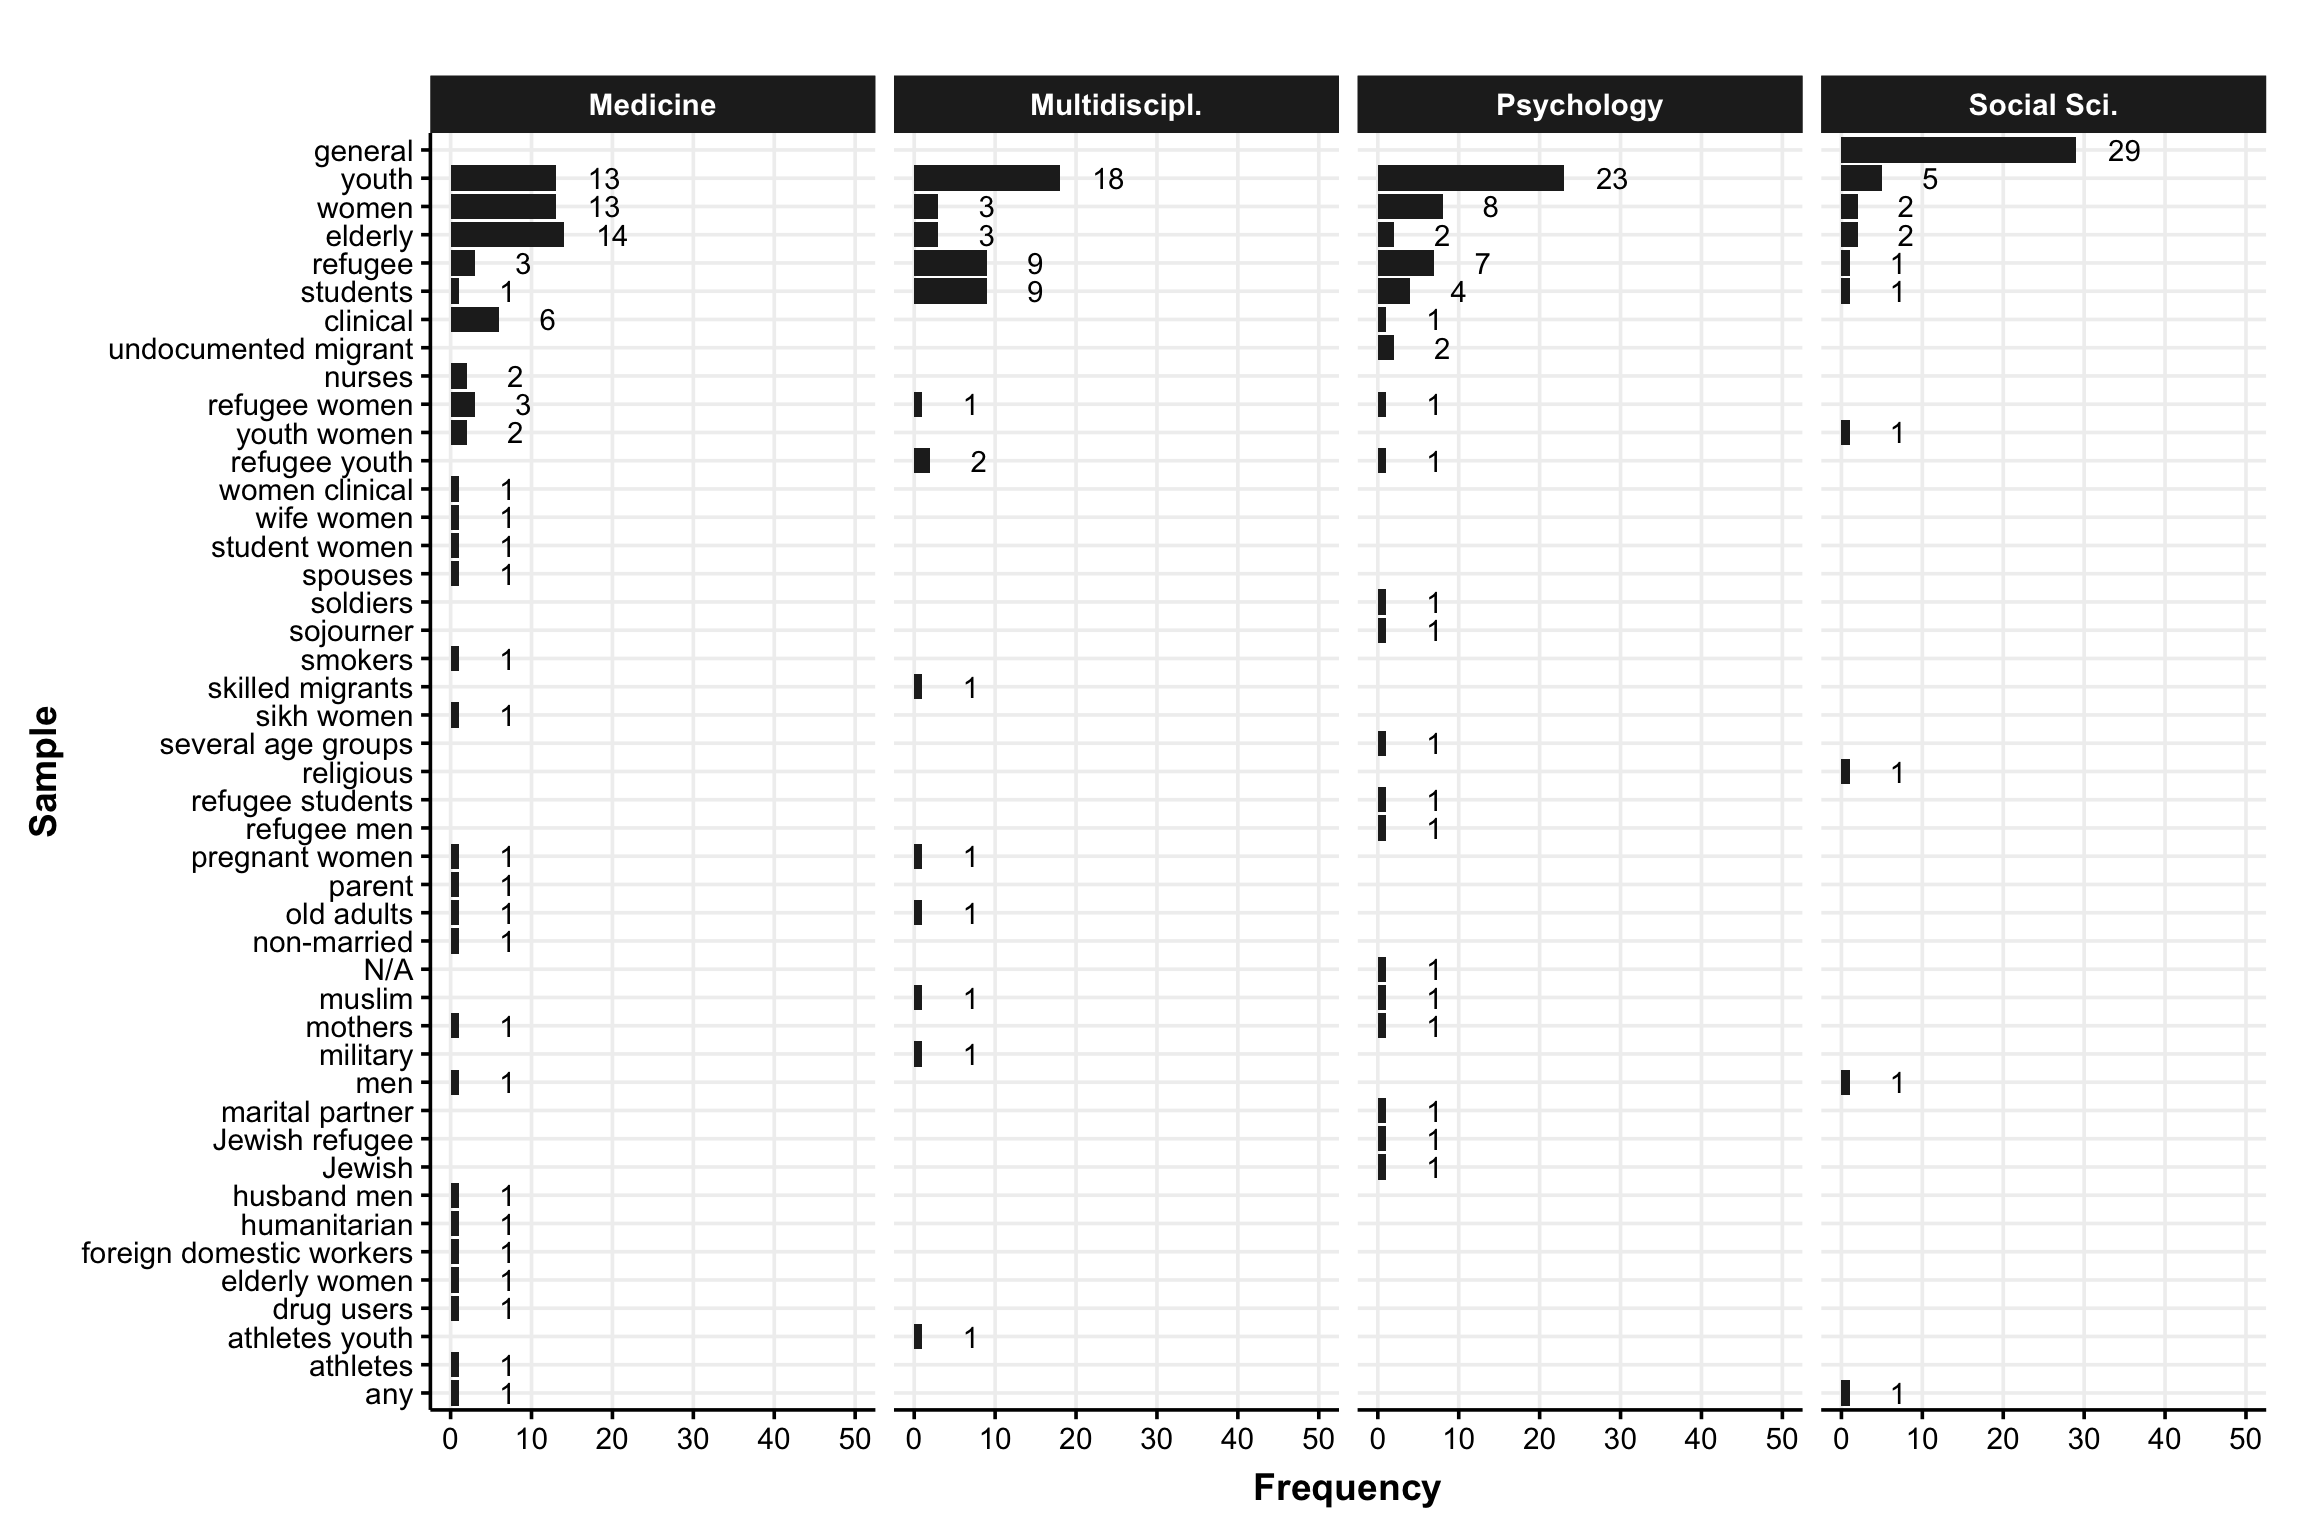 Medicine Multidiscipl. Psychology Social Sci.
general 29
youth 13 18 23 5
women 13 3 8 2
elderly 14 3 2 2
refugee 3 9 7 1
students 1 9 4 1
clinical 6 1
undocumented migrant 2
nurses 2
refugee women 3 1 1
youth women 2 1
refugee youth 2 1
women clinical 1
wife women 1
student women 1
spouses 1
soldiers 1
sojourner 1
smokers 1
skilled migrants 1
sikh women 1
several age groups 1
religious 1
refugee students 1
refugee men 1
pregnant women 1 1
parent 1
old adults 1 1
non-married 1
N/A 1
muslim 1 1
mothers 1 1
military 1
men 1 1
marital partner 1
Jewish refugee 1
Jewish 1
husband men 1
humanitarian 1
foreign domestic workers 1
elderly women 1
drug users 1
athletes youth 1
athletes 1
any 1 1
0 10 20 30 40 50 0 10 20 30 40 50 0 10 20 30 40 50 0 10 20 30 40 50
Frequency
Sample